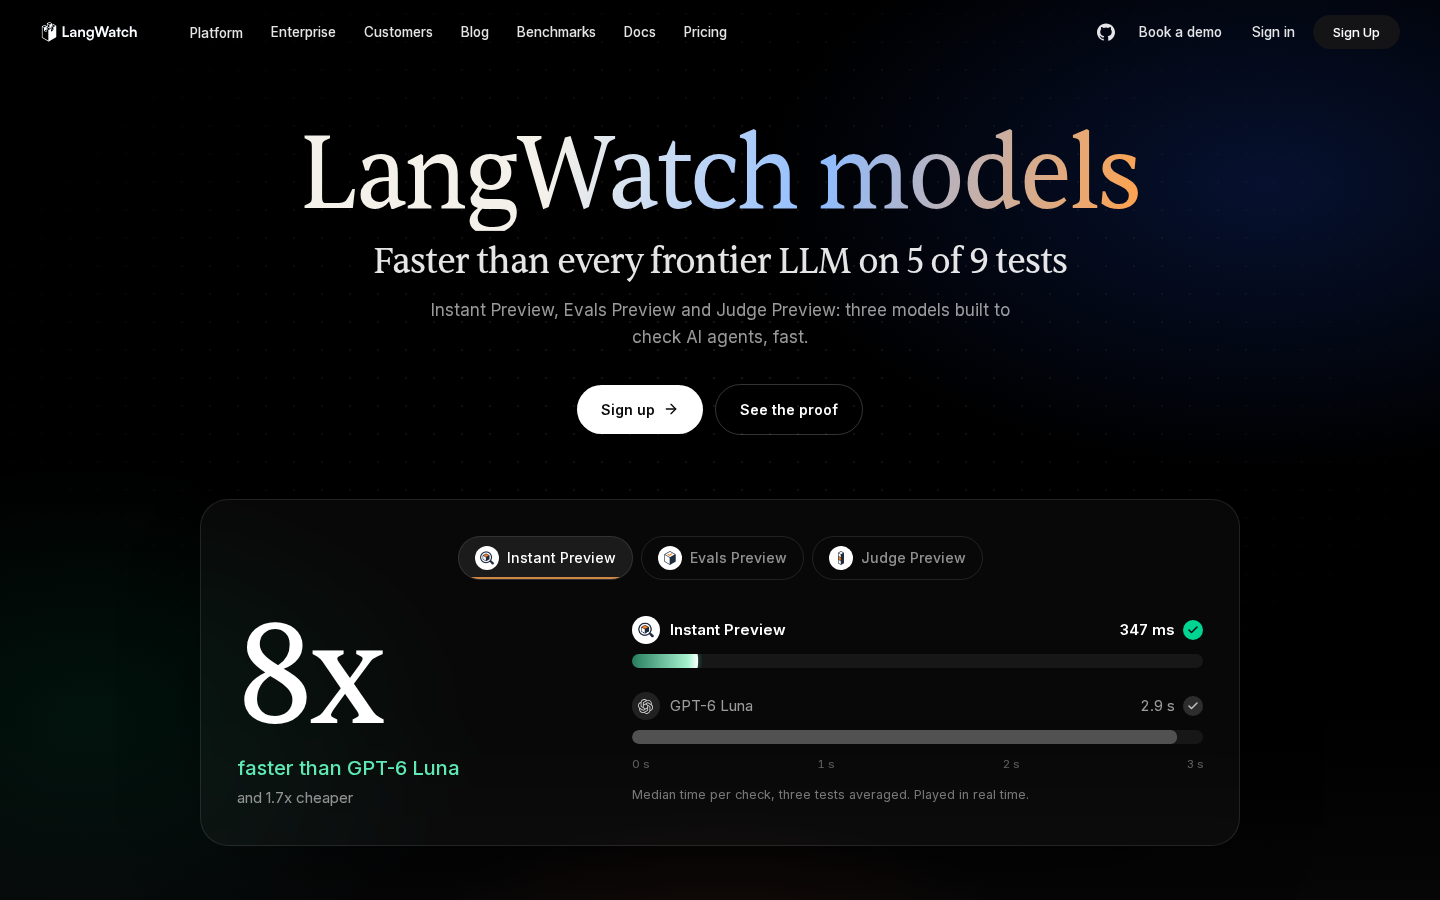 LangWatch
Platform
Enterprise
Customers
Blog
Benchmarks
Docs
Pricing
Book a demo
Sign in
Sign Up
LangWatch models
Faster than every frontier LLM on 5 of 9 tests
Instant Preview, Evals Preview and Judge Preview: three models built to
check AI agents, fast.
Sign up
See the proof
Instant Preview
Evals Preview
Judge Preview
8x
faster than GPT-6 Luna
and 1.7x cheaper
Instant Preview
347 ms
GPT-6 Luna
2.9 s
0 s
1 s
2 s
3 s
Median time per check, three tests averaged. Played in real time.